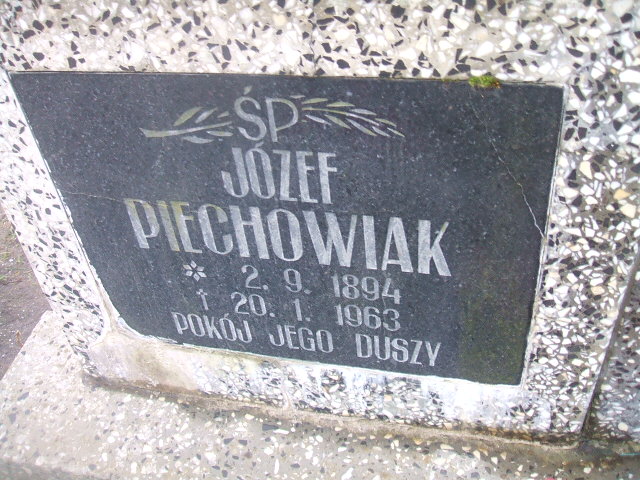 ŚP
JÓZEF
PIECHOWIAK
* 2. 9. 1894
† 20. 1. 1963
POKÓJ JEGO DUSZY